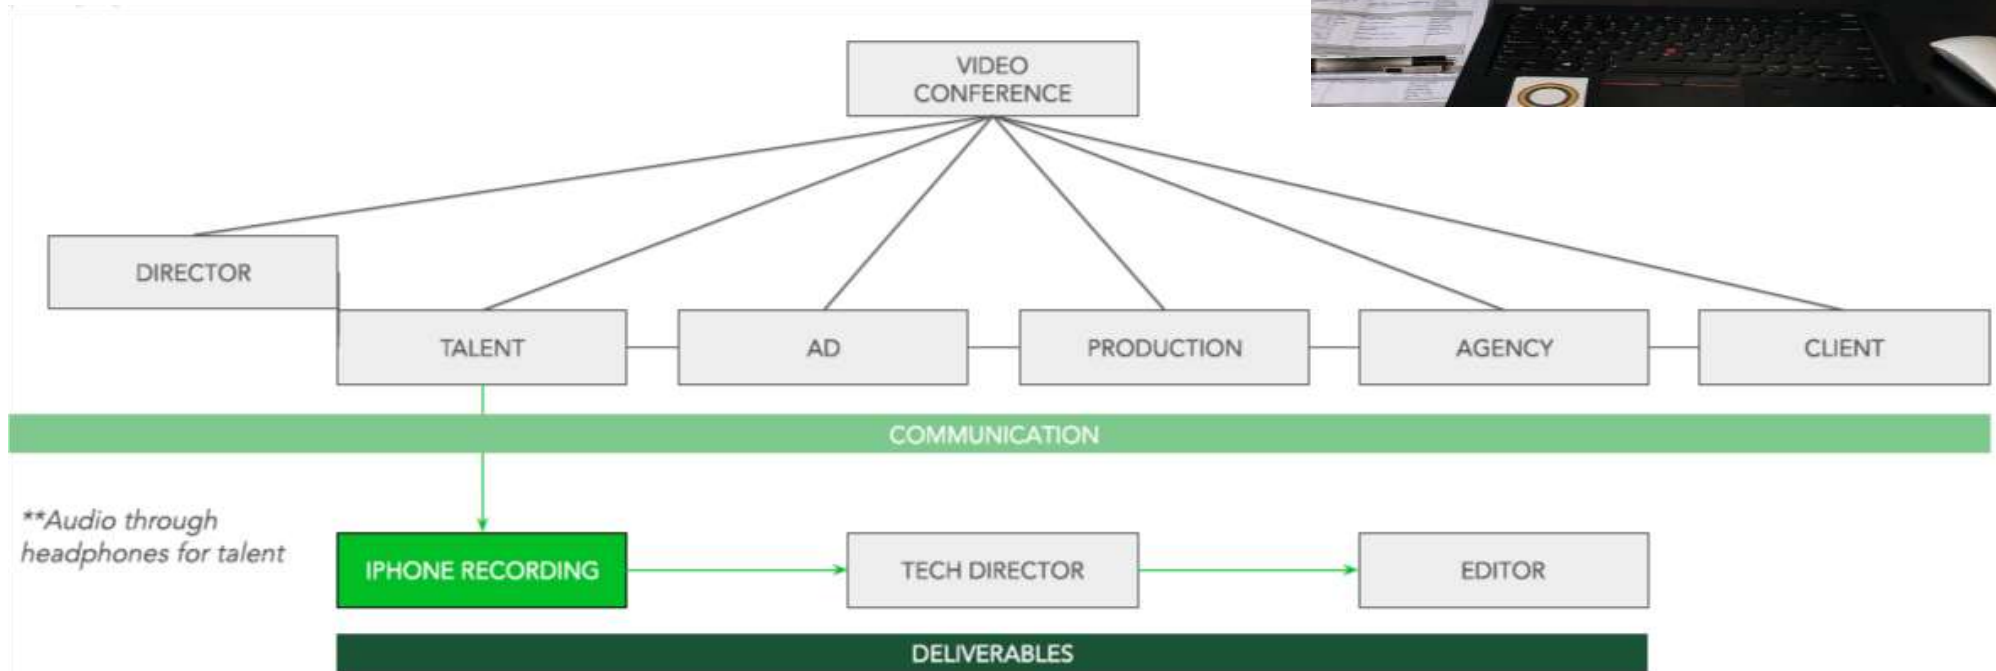 VIDEO
CONFERENCE
DIRECTOR
TALENT
AD
PRODUCTION
AGENCY
CLIENT
COMMUNICATION
**Audio through
headphones for talent
IPHONE RECORDING
TECH DIRECTOR
EDITOR
DELIVERABLES